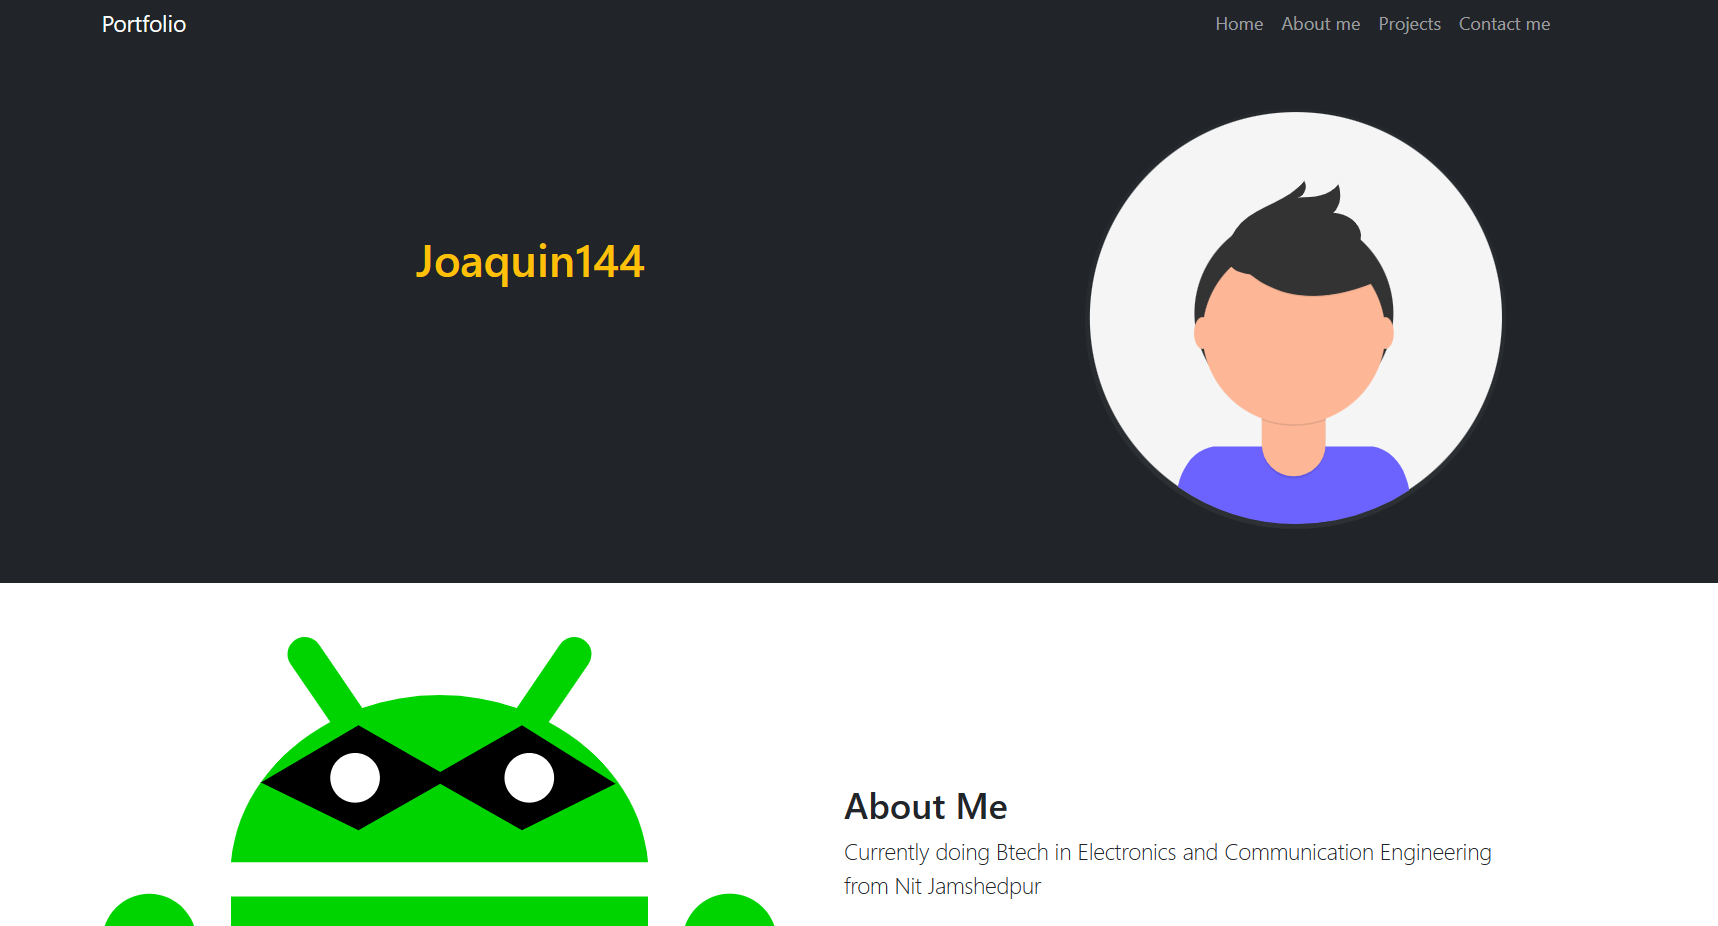 Portfolio
Home About me Projects Contact me
Joaquin144
About Me
Currently doing Btech in Electronics and Communication Engineering
from Nit Jamshedpur